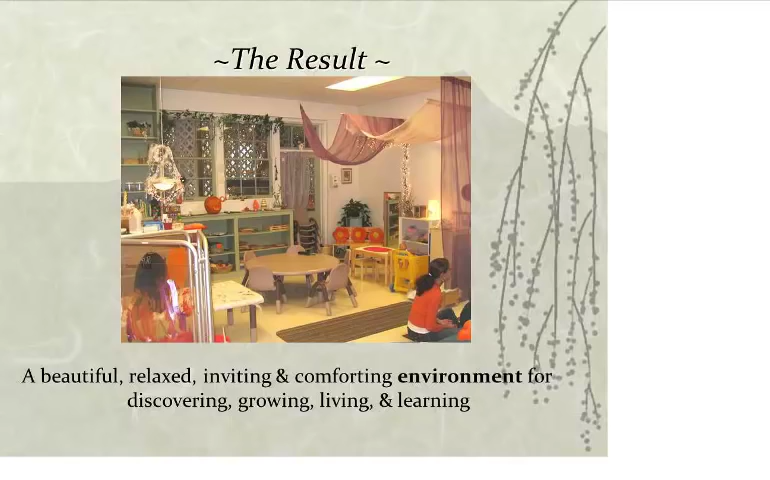 ~The Result ~
A beautiful, relaxed, inviting & comforting environment for
discovering, growing, living, & learning